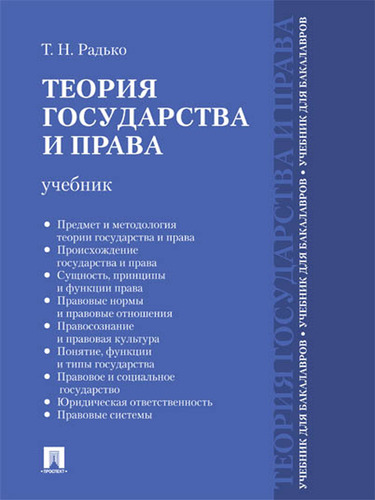 Т. Н. Радько
ТЕОРИЯ
ГОСУДАРСТВА
И ПРАВА
учебник
• Предмет и методология
теории государства и права
• Происхождение
государства и права
• Сущность, принципы
и функции права
• Правовые нормы
и правовые отношения
• Правосознание
и правовая культура
• Понятие, функции
и типы государства
• Правовое и социальное
государство
• Юридическая ответственность
• Правовые системы
ПРОСПЕКТ
ТЕОРИЯ ГОСУДАРСТВА И ПРАВА
УЧЕБНИК ДЛЯ БАКАЛАВРОВ • УЧЕБНИК ДЛЯ БАКАЛАВРОВ • УЧЕБНИК ДЛЯ БАКАЛАВРОВ